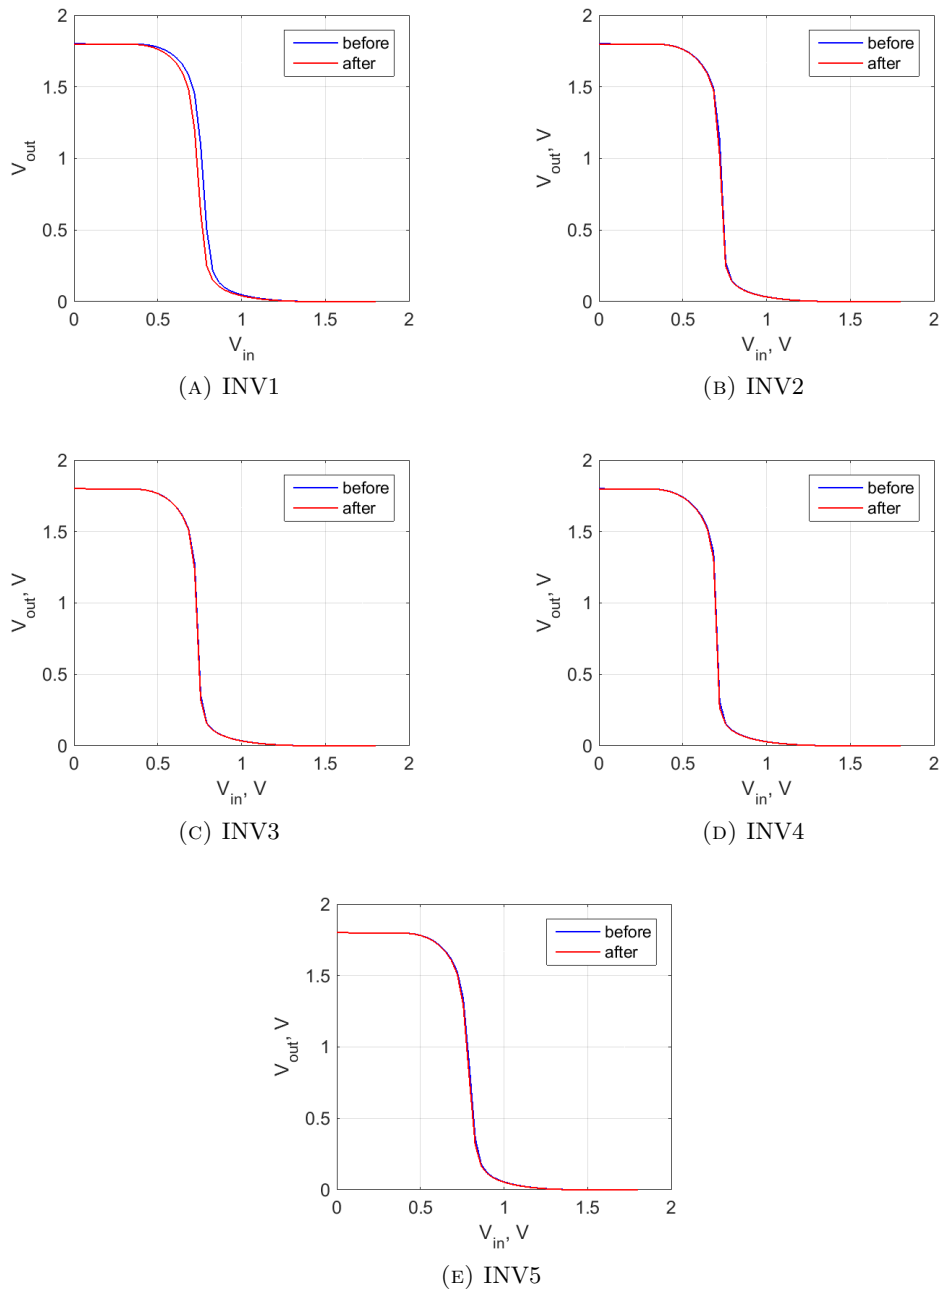 2
1.5
1
0.5
0
0 0.5 1 1.5 2
V_out
V_in
before
after
(A) INV1
2
1.5
1
0.5
0
0 0.5 1 1.5 2
V_out, V
V_in, V
before
after
(B) INV2
2
1.5
1
0.5
0
0 0.5 1 1.5 2
V_out, V
V_in, V
before
after
(C) INV3
2
1.5
1
0.5
0
0 0.5 1 1.5 2
V_out, V
V_in, V
before
after
(D) INV4
2
1.5
1
0.5
0
0 0.5 1 1.5 2
V_out, V
V_in, V
before
after
(E) INV5